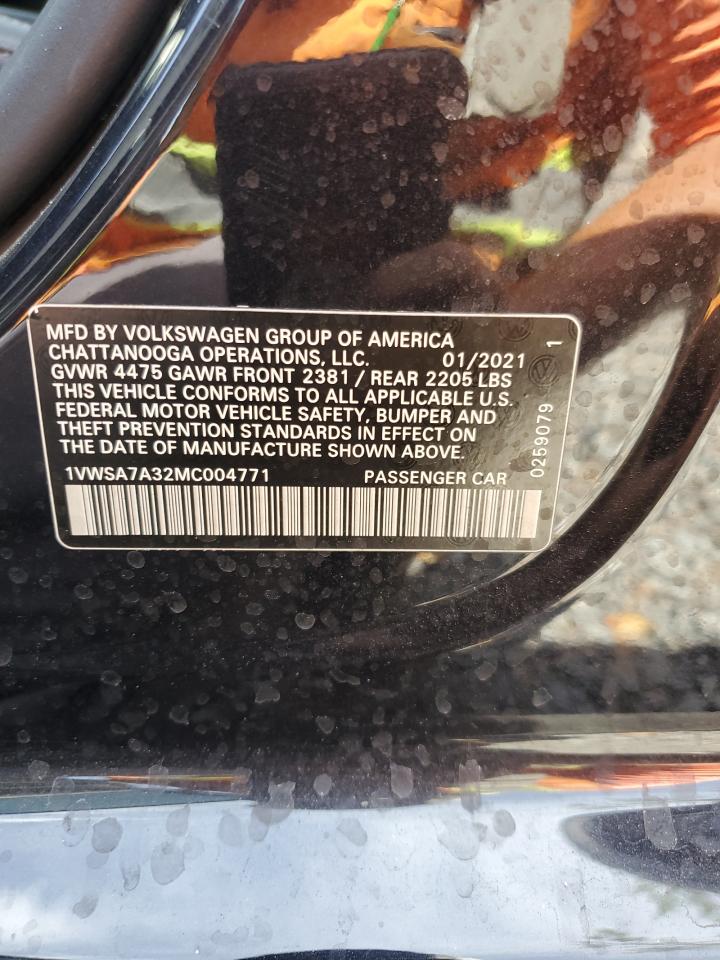 MFD BY VOLKSWAGEN GROUP OF AMERICA
CHATTANOOGA OPERATIONS, LLC. 01/2021
GVWR 4475 GAWR FRONT 2381 / REAR 2205 LBS
THIS VEHICLE CONFORMS TO ALL APPLICABLE U.S.
FEDERAL MOTOR VEHICLE SAFETY, BUMPER AND
THEFT PREVENTION STANDARDS IN EFFECT ON
THE DATE OF MANUFACTURE SHOWN ABOVE.
1VWSA7A32MC004771 PASSENGER CAR
0259079 1